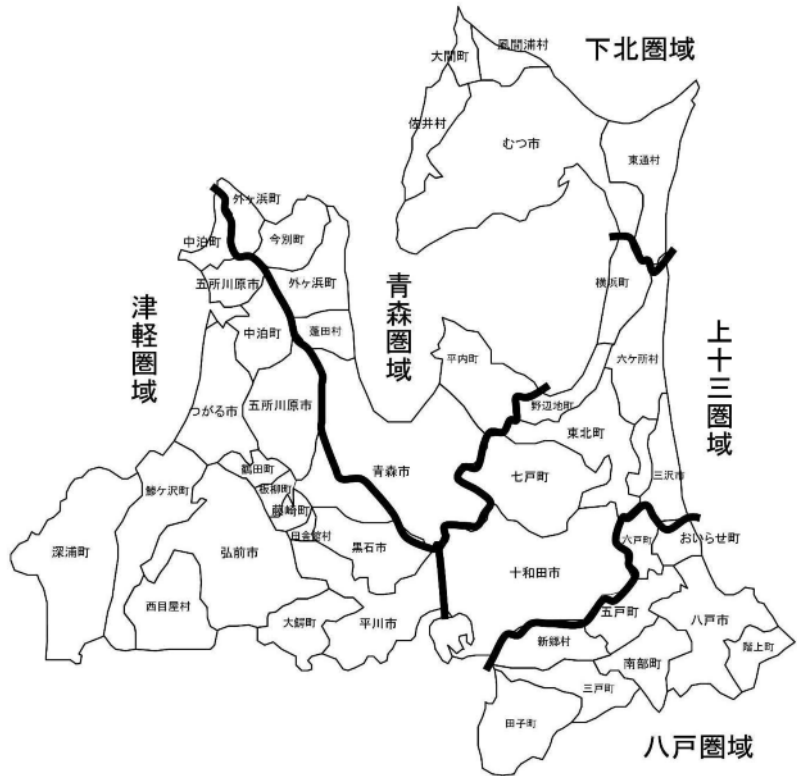 下北圏域
風間浦村
大間町
佐井村
むつ市
東通村
外ヶ浜町
中泊町
今別町
五所川原市
外ヶ浜町
青森圏域
横浜町
津軽圏域
中泊町
蓬田村
平内町
六ケ所村
上十三圏域
つがる市
五所川原市
野辺地町
東北町
青森市
七戸町
三沢市
鶴田町
鰺ヶ沢町
板柳町
藤崎町
田舎館村
黒石市
六戸町
おいらせ町
深浦町
弘前市
十和田市
西目屋村
大鰐町
平川市
五戸町
八戸市
新郷村
階上町
南部町
三戸町
田子町
八戸圏域